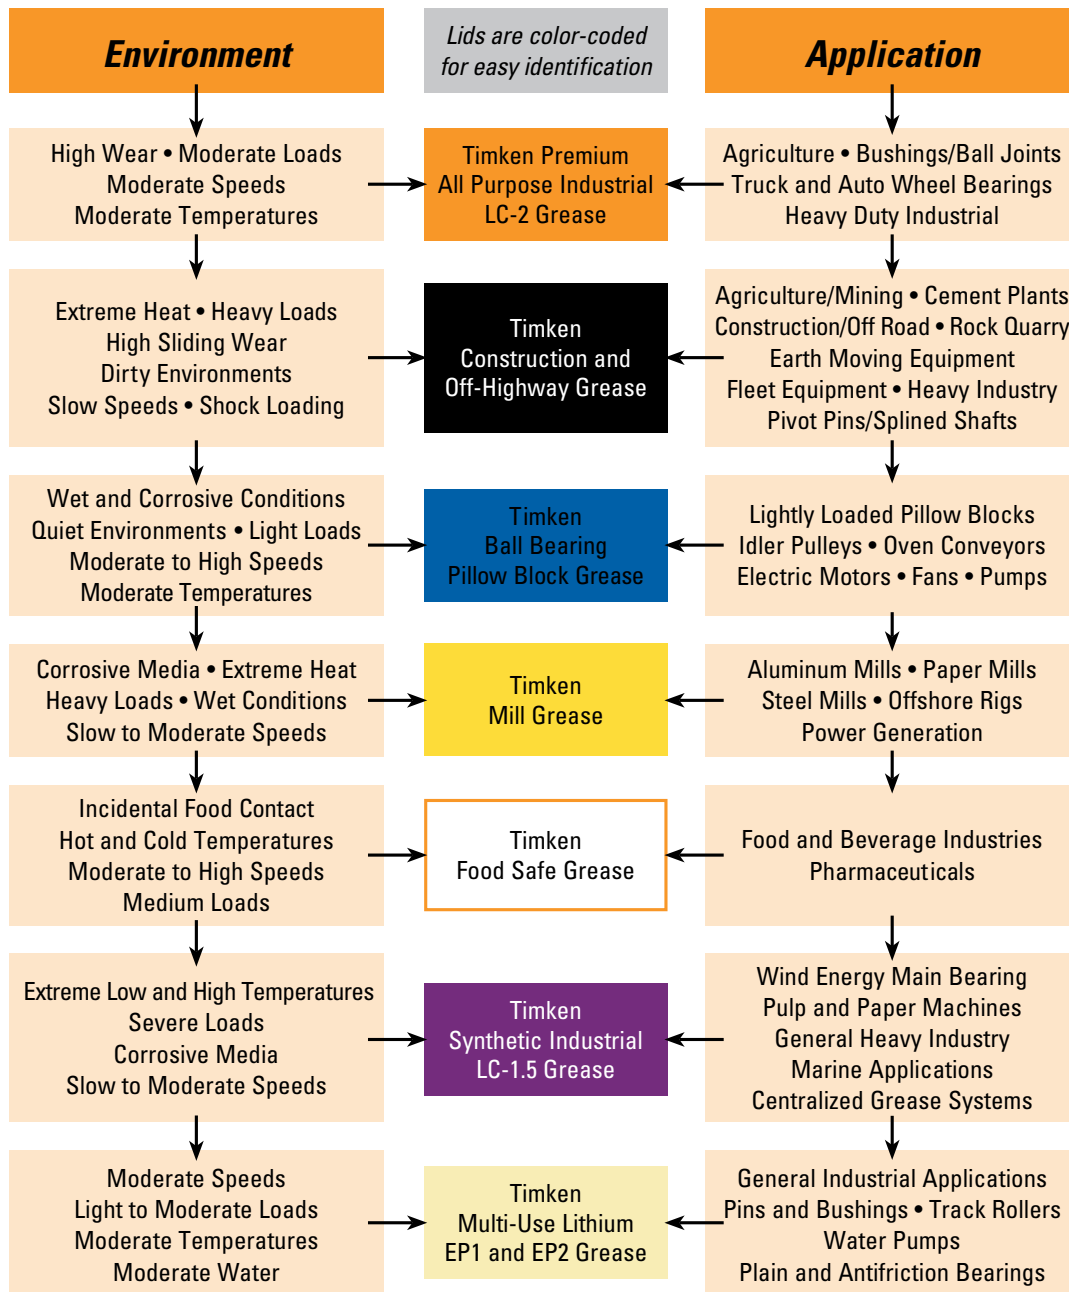 Environment
Lids are color-coded
for easy identification
Application
High Wear • Moderate Loads
Moderate Speeds
Moderate Temperatures
Timken Premium
All Purpose Industrial
LC-2 Grease
Agriculture • Bushings/Ball Joints
Truck and Auto Wheel Bearings
Heavy Duty Industrial
Extreme Heat • Heavy Loads
High Sliding Wear
Dirty Environments
Slow Speeds • Shock Loading
Timken
Construction and
Off-Highway Grease
Agriculture/Mining • Cement Plants
Construction/Off Road • Rock Quarry
Earth Moving Equipment
Fleet Equipment • Heavy Industry
Pivot Pins/Splined Shafts
Wet and Corrosive Conditions
Quiet Environments • Light Loads
Moderate to High Speeds
Moderate Temperatures
Timken
Ball Bearing
Pillow Block Grease
Lightly Loaded Pillow Blocks
Idler Pulleys • Oven Conveyors
Electric Motors • Fans • Pumps
Corrosive Media • Extreme Heat
Heavy Loads • Wet Conditions
Slow to Moderate Speeds
Timken
Mill Grease
Aluminum Mills • Paper Mills
Steel Mills • Offshore Rigs
Power Generation
Incidental Food Contact
Hot and Cold Temperatures
Moderate to High Speeds
Medium Loads
Timken
Food Safe Grease
Food and Beverage Industries
Pharmaceuticals
Extreme Low and High Temperatures
Severe Loads
Corrosive Media
Slow to Moderate Speeds
Timken
Synthetic Industrial
LC-1.5 Grease
Wind Energy Main Bearing
Pulp and Paper Machines
General Heavy Industry
Marine Applications
Centralized Grease Systems
Moderate Speeds
Light to Moderate Loads
Moderate Temperatures
Moderate Water
Timken
Multi-Use Lithium
EP1 and EP2 Grease
General Industrial Applications
Pins and Bushings • Track Rollers
Water Pumps
Plain and Antifriction Bearings